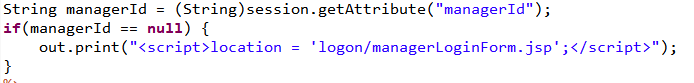 String managerId = (String)session.getAttribute("managerId");
if(managerId == null) {
    out.print("<script>location = 'logon/managerLoginForm.jsp';</script>");
}